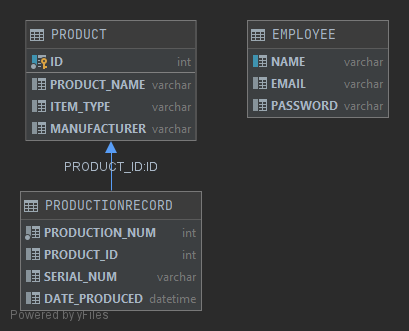 PRODUCT
ID int
PRODUCT_NAME varchar
ITEM_TYPE varchar
MANUFACTURER varchar
EMPLOYEE
NAME varchar
EMAIL varchar
PASSWORD varchar
PRODUCT_ID:ID
PRODUCTIONRECORD
PRODUCTION_NUM int
PRODUCT_ID int
SERIAL_NUM varchar
DATE_PRODUCED datetime
Powered by yFiles